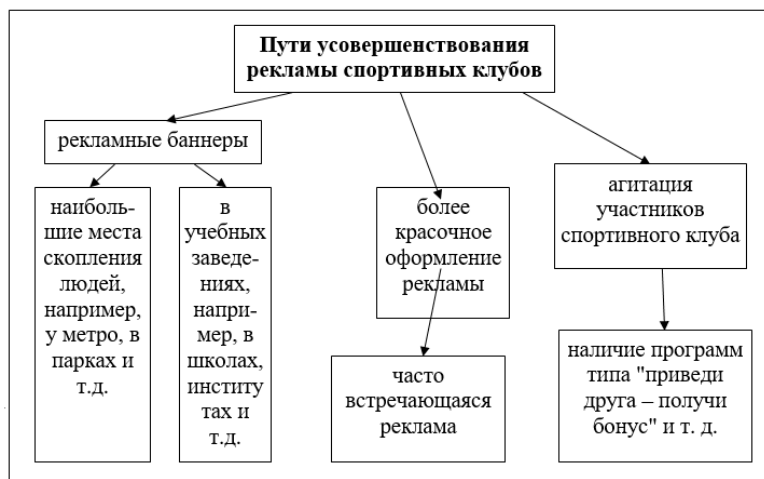 Пути усовершенствования
рекламы спортивных клубов
рекламные баннеры
наиболь-
шие места
скопления
людей,
например,
у метро, в
парках и
т.д.
в
учебных
заведе-
ниях,
напри-
мер, в
школах,
институ
тах и
т.д.
более
красочное
оформление
рекламы
часто
встречающаяся
реклама
агитация
участников
спортивного клуба
наличие программ
типа "приведи
друга – получи
бонус" и т. д.